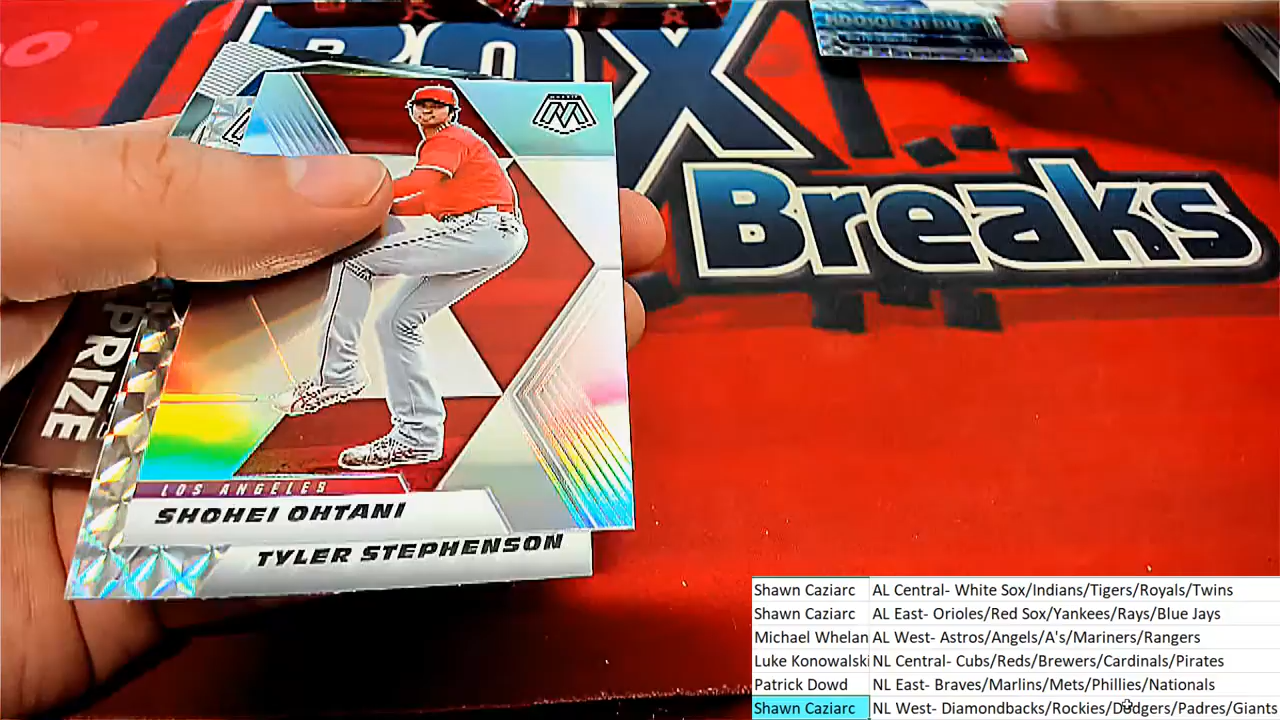 BOX
Breaks
PRIZE
LOS ANGELES
SHOHEI OHTANI
TYLER STEPHENSON
Shawn Caziarc AL Central- White Sox/Indians/Tigers/Royals/Twins
Shawn Caziarc AL East- Orioles/Red Sox/Yankees/Rays/Blue Jays
Michael Whelan AL West- Astros/Angels/A's/Mariners/Rangers
Luke Konowalski NL Central- Cubs/Reds/Brewers/Cardinals/Pirates
Patrick Dowd NL East- Braves/Marlins/Mets/Phillies/Nationals
Shawn Caziarc NL West- Diamondbacks/Rockies/Dodgers/Padres/Giants